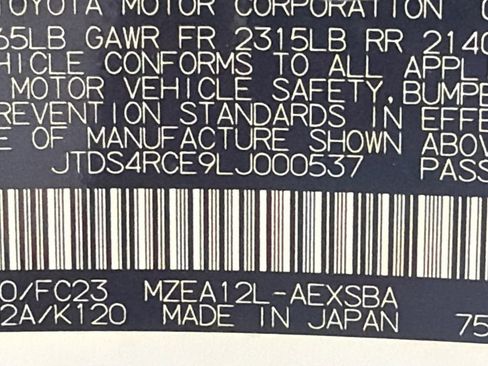 TOYOTA MOTOR CORPORATION
65LB GAWR FR 2315LB RR 2140
VEHICLE CONFORMS TO ALL APPL
MOTOR VEHICLE SAFETY, BUMPE
REVENTION STANDARDS IN EFFE
E OF MANUFACTURE SHOWN ABOV
JTDS4RCE9LJ000537 PASS
0/FC23 MZEA12L-AEXSBA
2A/K120 MADE IN JAPAN 75